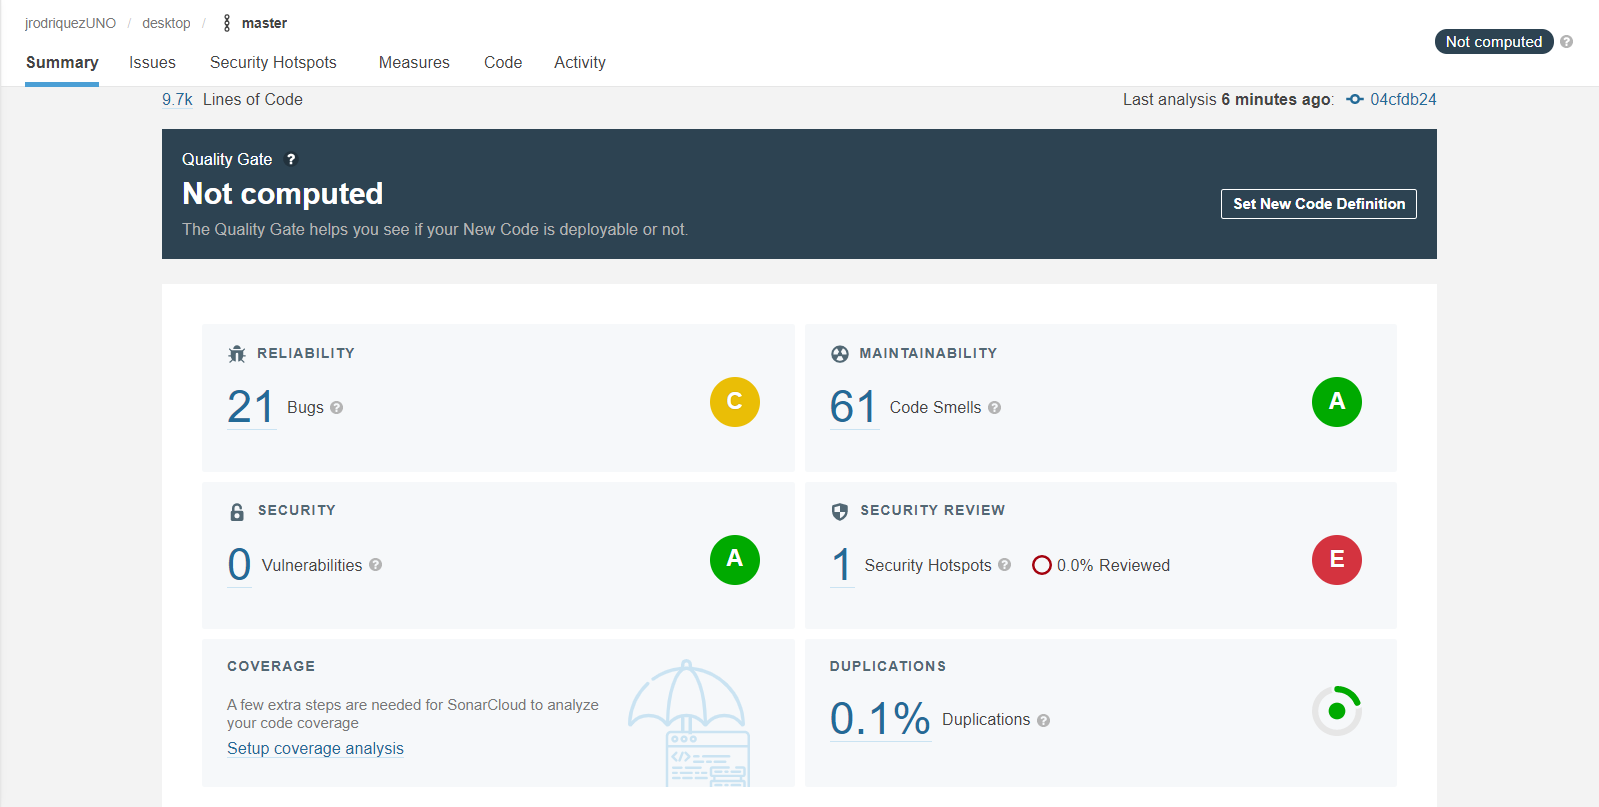 jrodriquezUNO / desktop / master
Not computed ?
Summary Issues Security Hotspots Measures Code Activity
9.7k Lines of Code
Last analysis 6 minutes ago: 04cfdb24
Quality Gate ?
Not computed
The Quality Gate helps you see if your New Code is deployable or not.
Set New Code Definition
RELIABILITY
21 Bugs ?
C
MAINTAINABILITY
61 Code Smells ?
A
SECURITY
0 Vulnerabilities ?
A
SECURITY REVIEW
1 Security Hotspots ? 0.0% Reviewed
E
COVERAGE
A few extra steps are needed for SonarCloud to analyze
your code coverage
Setup coverage analysis
</>
DUPLICATIONS
0.1% Duplications ?